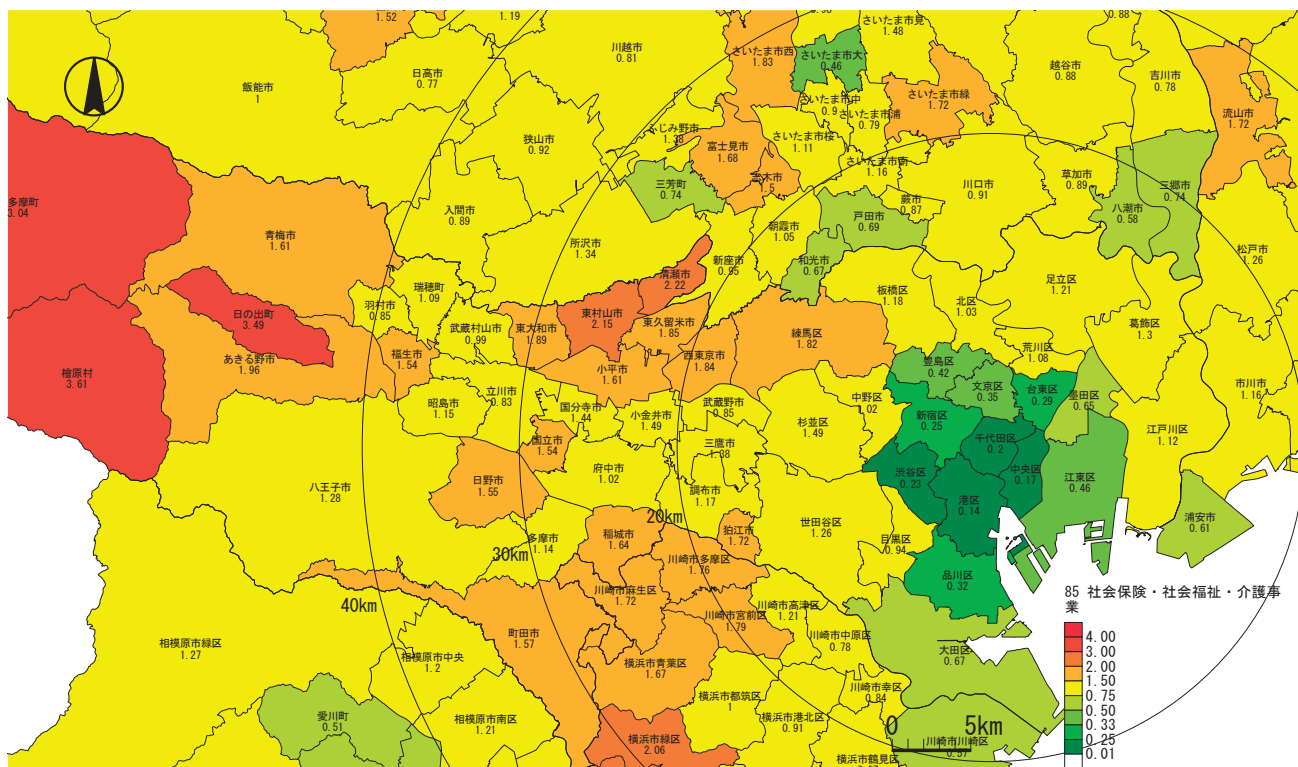 1.52
1.19
川越市
0.81
さいたま市西
1.83
さいたま市大
0.46
さいたま市見
1.48
0.88
越谷市
0.88
吉川市
0.78
流山市
1.72
飯能市
1
日高市
0.77
さいたま市中
0.9
さいたま市浦
0.79
さいたま市緑
1.72
狭山市
0.92
ふじみ野市
1.38
富士見市
1.68
さいたま市桜
1.11
さいたま市南
1.16
志木市
1.5
三芳町
0.74
川口市
0.91
草加市
0.89
三郷市
0.74
八潮市
0.58
蕨市
0.87
戸田市
0.69
多摩町
3.04
入間市
0.89
朝霞市
1.05
青梅市
1.61
所沢市
1.34
新座市
0.95
和光市
0.67
松戸市
1.26
清瀬市
2.22
足立区
1.21
瑞穂町
1.09
羽村市
0.85
板橋区
1.18
北区
1.03
日の出町
3.49
武蔵村山市
0.99
東大和市
1.89
東村山市
2.15
東久留米市
1.85
練馬区
1.82
葛飾区
1.3
荒川区
1.08
あきる野市
1.96
福生市
1.54
西東京市
1.84
豊島区
0.42
檜原村
3.61
小平市
1.61
文京区
0.35
台東区
0.29
墨田区
0.65
市川市
1.16
昭島市
1.15
立川市
0.83
国分寺市
1.44
小金井市
1.49
武蔵野市
0.85
中野区
1.02
杉並区
1.49
新宿区
0.25
江戸川区
1.12
国立市
1.54
三鷹市
1.38
千代田区
0.2
府中市
1.02
渋谷区
0.23
中央区
0.17
江東区
0.46
八王子市
1.28
日野市
1.55
調布市
1.17
港区
0.14
20km
浦安市
0.61
多摩市
1.14
稲城市
1.64
狛江市
1.72
世田谷区
1.26
目黒区
0.94
30km
川崎市多摩区
1.76
品川区
0.32
川崎市麻生区
1.72
40km
川崎市宮前区
1.79
川崎市高津区
1.21
町田市
1.57
川崎市中原区
0.78
大田区
0.67
相模原市緑区
1.27
相模原市中央
1.2
横浜市青葉区
1.67
川崎市幸区
0.84
横浜市都筑区
1
愛川町
0.51
相模原市南区
1.21
横浜市港北区
0.91
横浜市緑区
2.06
川崎市川崎区
横浜市鶴見区
0 5km
85 社会保険・社会福祉・介護事
業
4.00
3.00
2.00
1.50
0.75
0.50
0.33
0.25
0.01